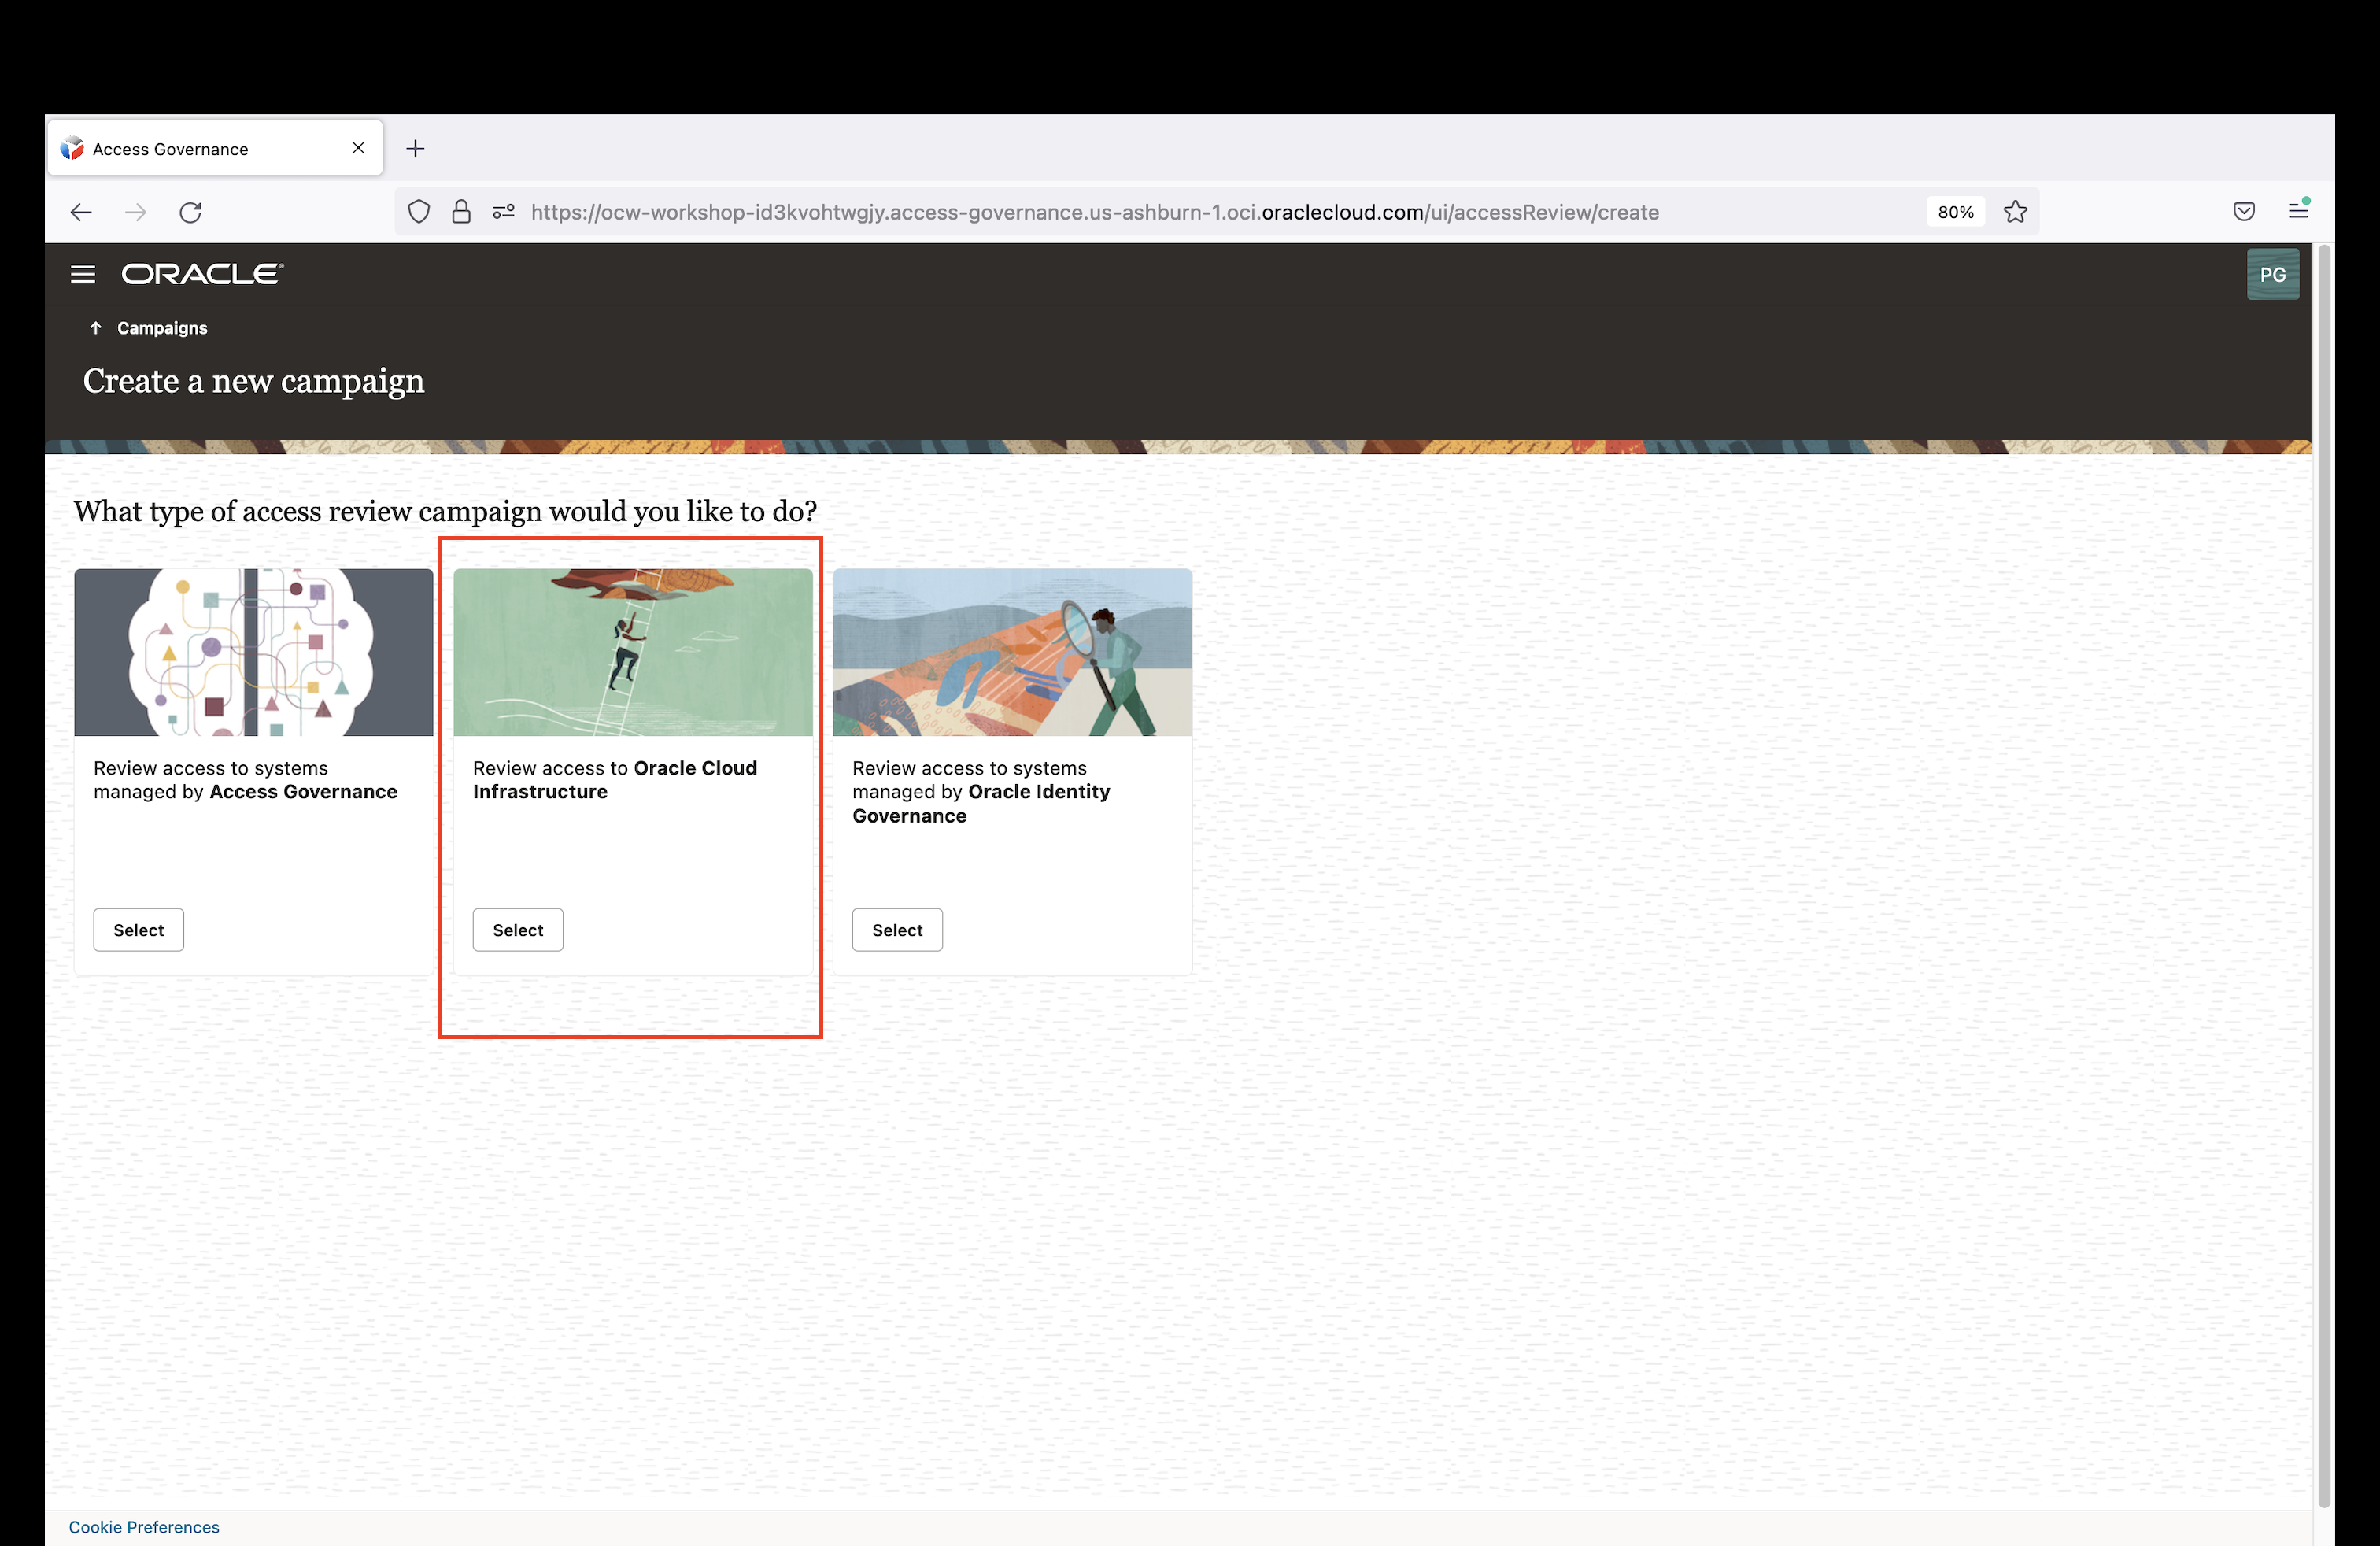 Access Governance
https://ocw-workshop-id3kvohtwgjy.access-governance.us-ashburn-1.oci.oraclecloud.com/ui/accessReview/create
80%
ORACLE
PG
Campaigns
Create a new campaign
What type of access review campaign would you like to do?
Review access to systems
managed by Access Governance
Select
Review access to Oracle Cloud
Infrastructure
Select
Review access to systems
managed by Oracle Identity
Governance
Select
Cookie Preferences